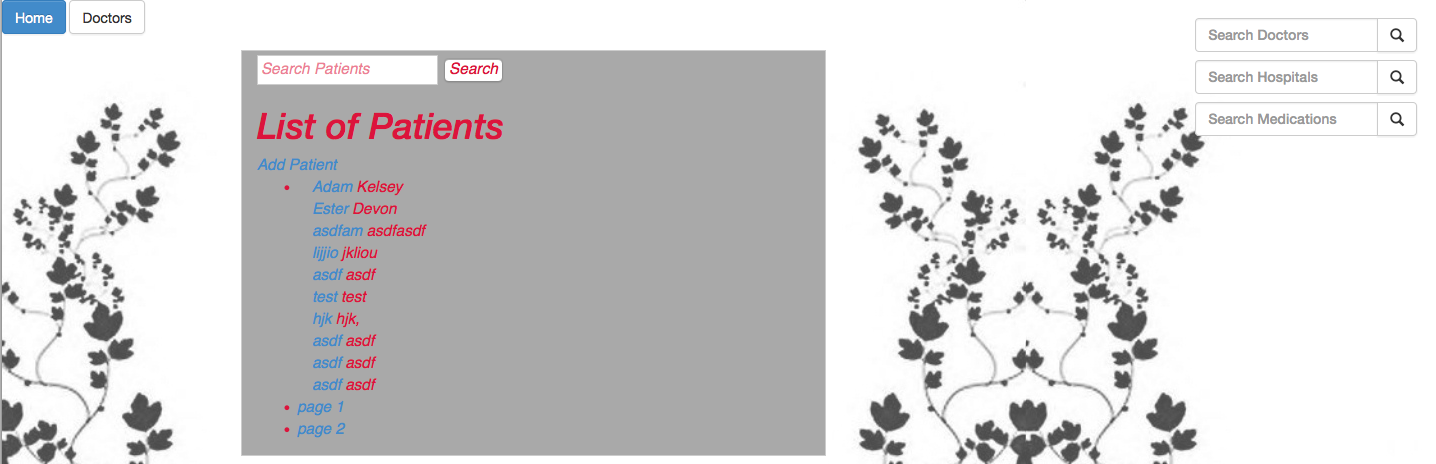 Home Doctors
Search Doctors
Search Hospitals
Search Medications
Search Patients Search
List of Patients
Add Patient
Adam Kelsey
Ester Devon
asdfam asdfasdf
lijjio jkliou
asdf asdf
test test
hjk hjk,
asdf asdf
asdf asdf
asdf asdf
page 1
page 2